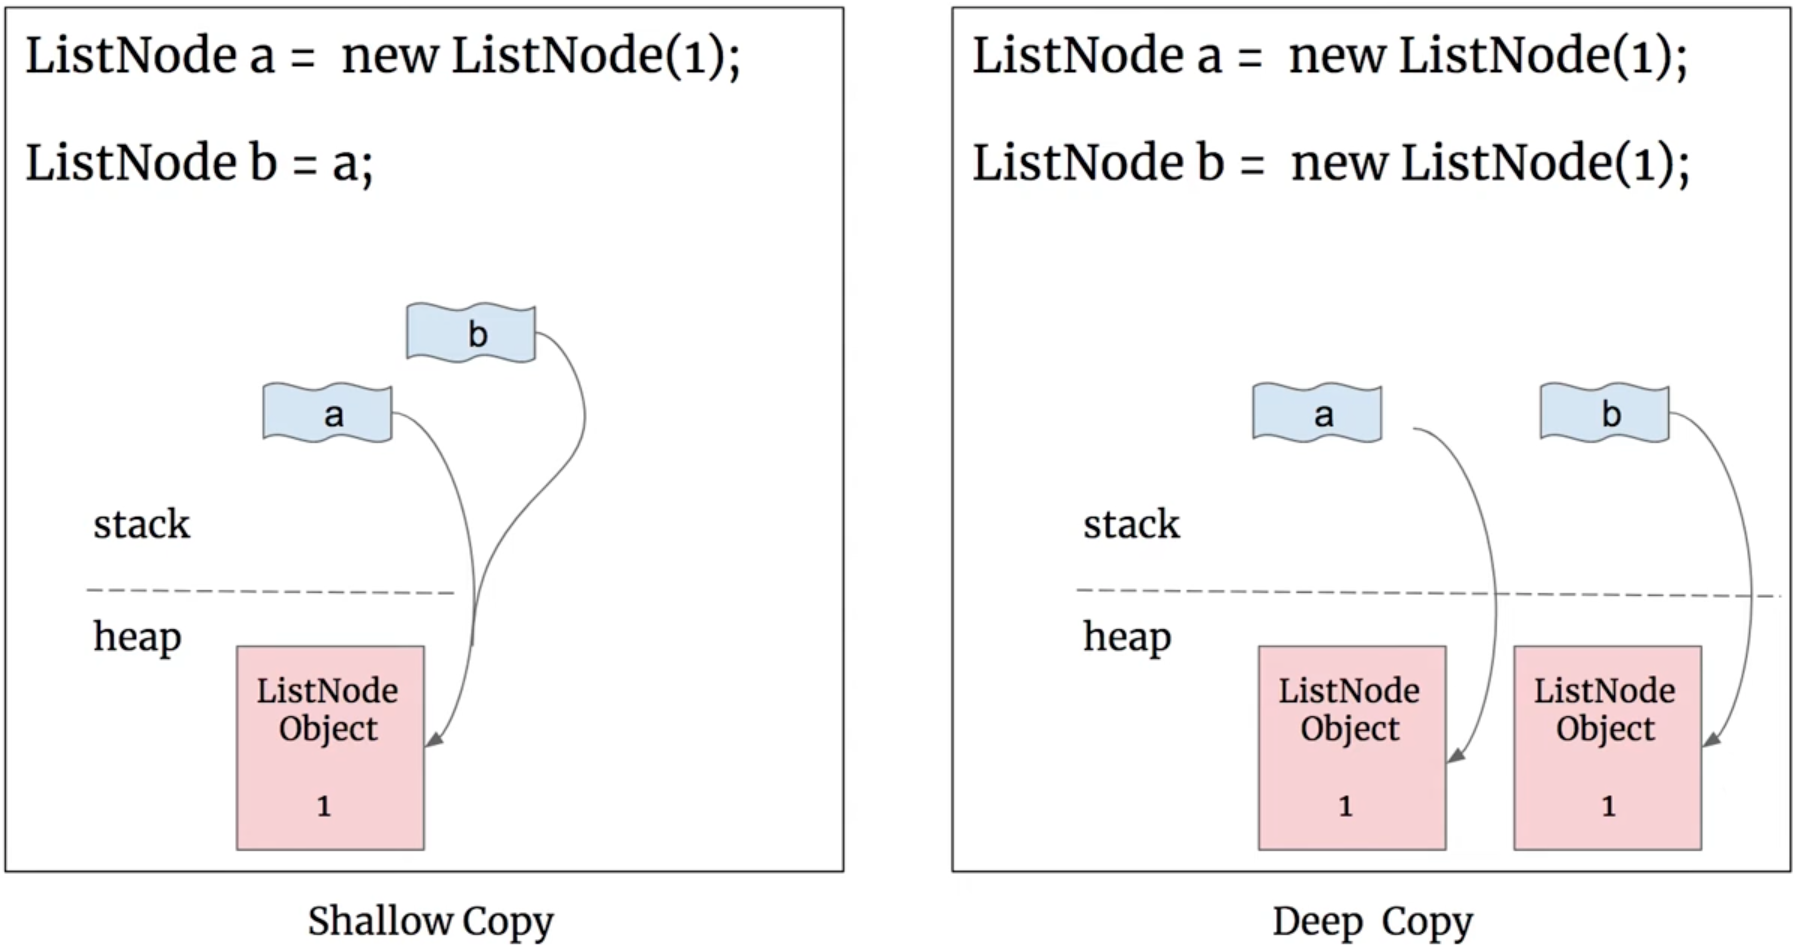 ListNode a = new ListNode(1);
ListNode b = a;
b
a
stack
heap
ListNode
Object
1
Shallow Copy
ListNode a = new ListNode(1);
ListNode b = new ListNode(1);
a
b
stack
heap
ListNode
Object
1
ListNode
Object
1
Deep Copy